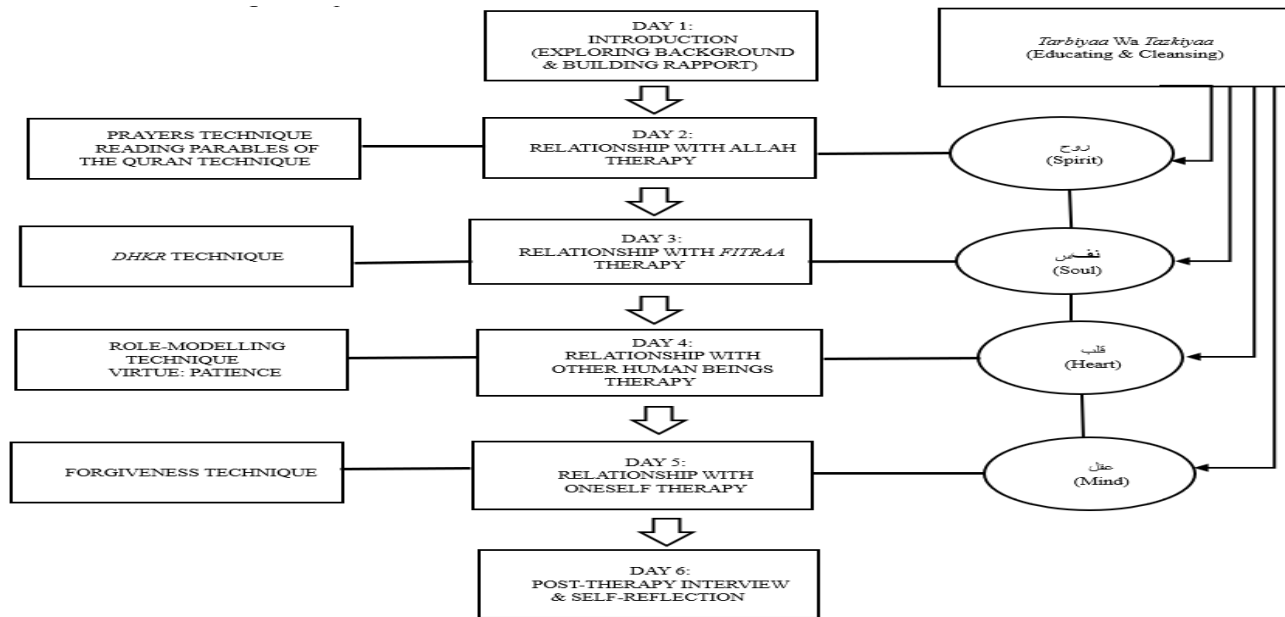 DAY 1:
INTRODUCTION
(EXPLORING BACKGROUND
& BUILDING RAPPORT)
Tarbiyaa Wa Tazkiyaa
(Educating & Cleansing)
PRAYERS TECHNIQUE
READING PARABLES OF
THE QURAN TECHNIQUE
DAY 2:
RELATIONSHIP WITH ALLAH
THERAPY
روح
(Spirit)
DHKR TECHNIQUE
DAY 3:
RELATIONSHIP WITH FITRAA
THERAPY
نفس
(Soul)
ROLE-MODELLING
TECHNIQUE
VIRTUE: PATIENCE
DAY 4:
RELATIONSHIP WITH
OTHER HUMAN BEINGS
THERAPY
قلب
(Heart)
FORGIVENESS TECHNIQUE
DAY 5:
RELATIONSHIP WITH
ONESELF THERAPY
عقل
(Mind)
DAY 6:
POST-THERAPY INTERVIEW
& SELF-REFLECTION